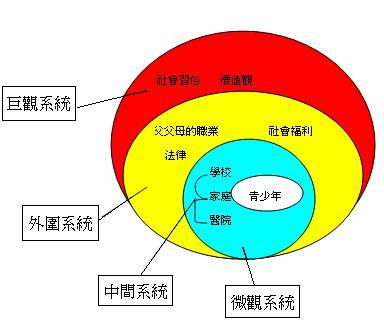 社會習俗 價值觀
巨觀系統
父父母的職業 社會福利
法律
學校
家庭 青少年
醫院
外圍系統
中間系統
微觀系統